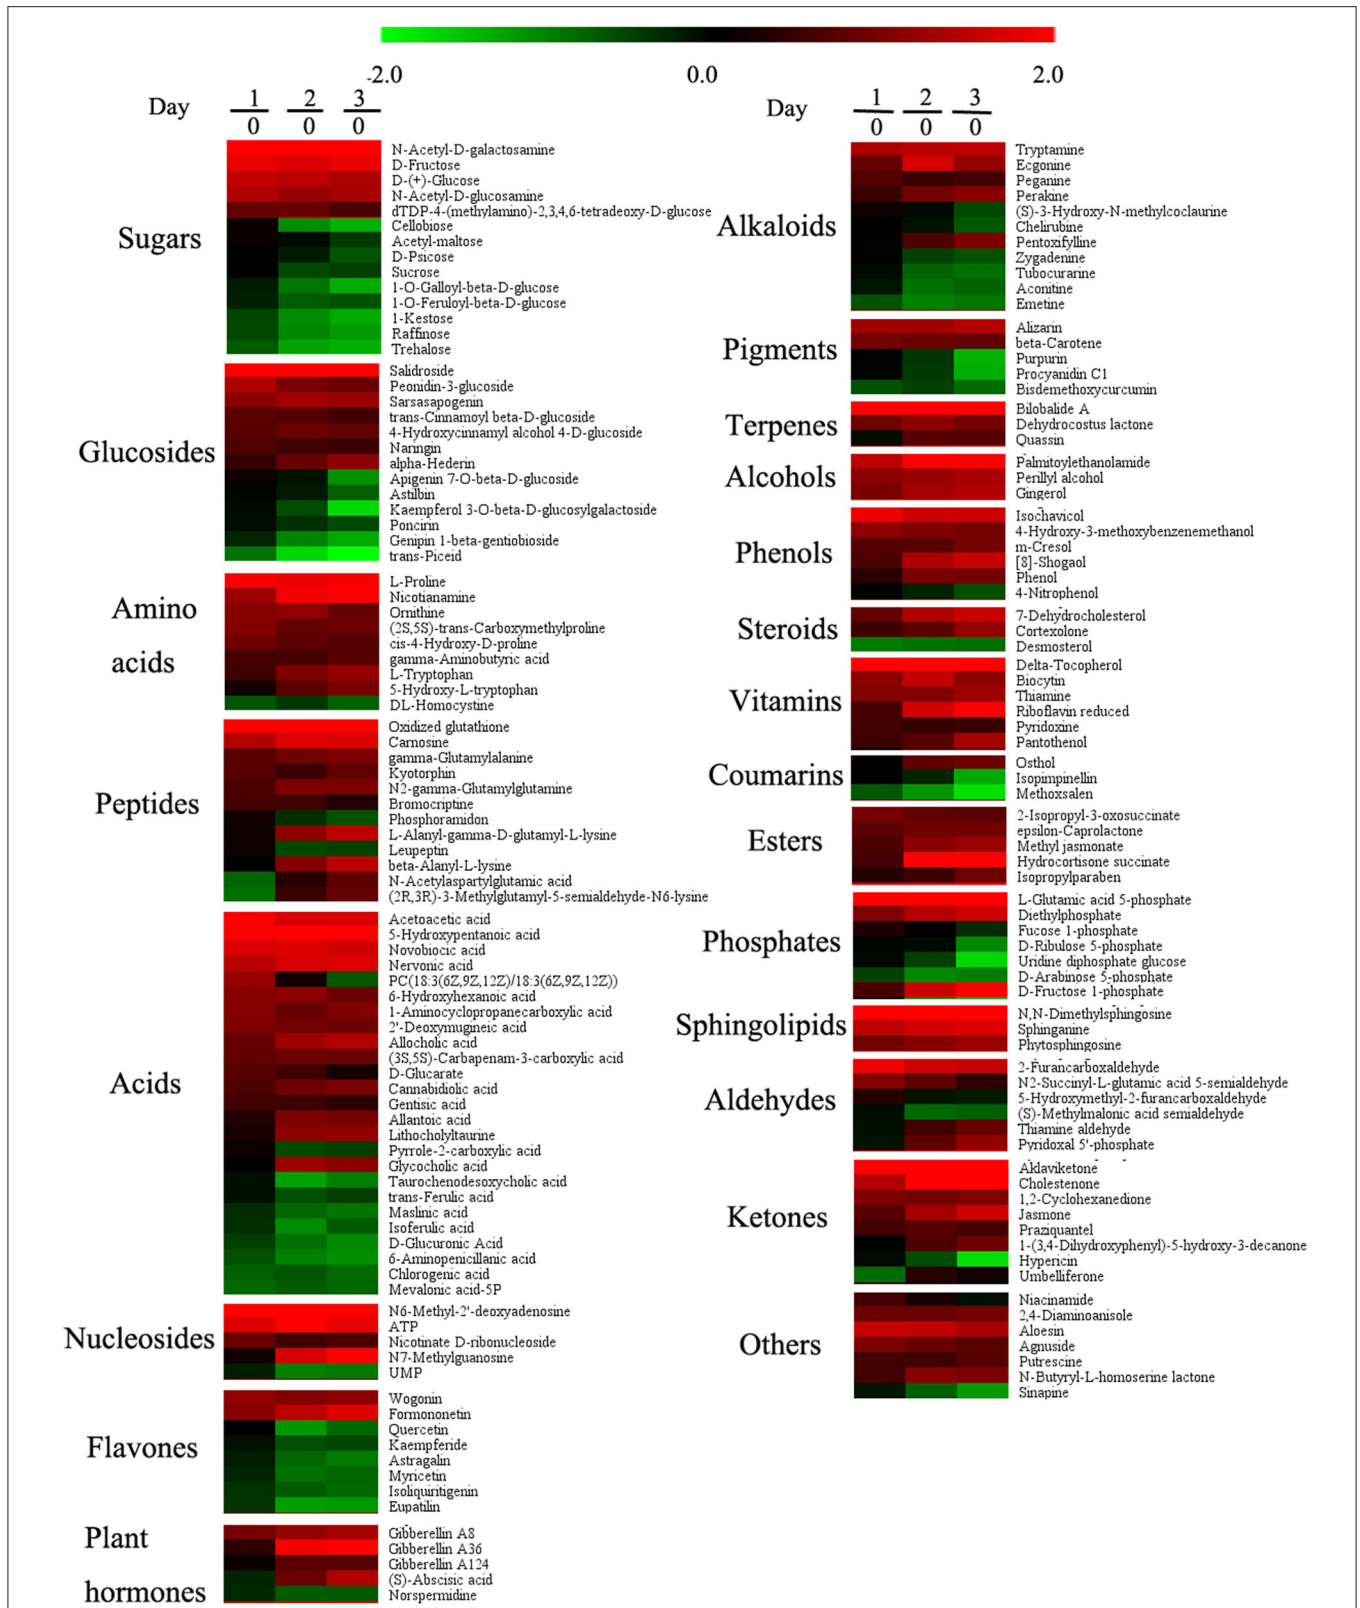 -2.0 0.0 2.0
Day 1 2 3
0 0 0
Sugars
N-Acetyl-D-galactosamine
D-Fructose
D-(+)-Glucose
N-Acetyl-D-glucosamine
dTDP-4-(methylamino)-2,3,4,6-tetradeoxy-D-glucose
Cellobiose
Acetyl-maltose
D-Psicose
Sucrose
1-O-Galloyl-beta-D-glucose
1-O-Feruloyl-beta-D-glucose
1-Kestose
Raffinose
Trehalose
Glucosides
Salidroside
Peonidin-3-glucoside
Sarsasapogenin
trans-Cinnamoyl beta-D-glucoside
4-Hydroxycinnamyl alcohol 4-D-glucoside
Naringin
alpha-Hederin
Apigenin 7-O-beta-D-glucoside
Astilbin
Kaempferol 3-O-beta-D-glucosylgalactoside
Poncirin
Genipin 1-beta-gentiobioside
trans-Piceid
Amino
acids
L-Proline
Nicotianamine
Ornithine
(2S,5S)-trans-Carboxymethylproline
cis-4-Hydroxy-D-proline
gamma-Aminobutyric acid
L-Tryptophan
5-Hydroxy-L-tryptophan
DL-Homocystine
Peptides
Oxidized glutathione
Carnosine
gamma-Glutamylalanine
Kyotorphin
N2-gamma-Glutamylglutamine
Bromocriptine
Phosphoramidon
L-Alanyl-gamma-D-glutamyl-L-lysine
Leupeptin
beta-Alanyl-L-lysine
N-Acetylaspartylglutamic acid
(2R,3R)-3-Methylglutamyl-5-semialdehyde-N6-lysine
Acids
Acetoacetic acid
5-Hydroxypentanoic acid
Novobiocic acid
Nervonic acid
PC(18:3(6Z,9Z,12Z)/18:3(6Z,9Z,12Z))
6-Hydroxyhexanoic acid
1-Aminocyclopropanecarboxylic acid
2'-Deoxymugineic acid
Allocholic acid
(3S,5S)-Carbapenam-3-carboxylic acid
D-Glucarate
Cannabidiolic acid
Gentisic acid
Allantoic acid
Lithocholyltaurine
Pyrrole-2-carboxylic acid
Glycocholic acid
Taurochenodesoxycholic acid
trans-Ferulic acid
Maslinic acid
Isoferulic acid
D-Glucuronic Acid
6-Aminopenicillanic acid
Chlorogenic acid
Mevalonic acid-5P
Nucleosides
N6-Methyl-2'-deoxyadenosine
ATP
Nicotinate D-ribonucleoside
N7-Methylguanosine
UMP
Flavones
Wogonin
Formononetin
Quercetin
Kaempferide
Astragalin
Myricetin
Isoliquiritigenin
Eupatilin
Plant
hormones
Gibberellin A8
Gibberellin A36
Gibberellin A124
(S)-Abscisic acid
Norspermidine
Day 1 2 3
0 0 0
Alkaloids
Tryptamine
Ecgonine
Peganine
Perakine
(S)-3-Hydroxy-N-methylcoclaurine
Chelirubine
Pentoxifylline
Zygadenine
Tubocurarine
Aconitine
Emetine
Pigments
Alizarin
beta-Carotene
Purpurin
Procyanidin C1
Bisdemethoxycurcumin
Terpenes
Bilobalide A
Dehydrocostus lactone
Quassin
Alcohols
Palmitoylethanolamide
Perillyl alcohol
Gingerol
Phenols
Isochavicol
4-Hydroxy-3-methoxybenzenemethanol
m-Cresol
[8]-Shogaol
Phenol
4-Nitrophenol
Steroids
7-Dehydrocholesterol
Cortexolone
Desmosterol
Vitamins
Delta-Tocopherol
Biocytin
Thiamine
Riboflavin reduced
Pyridoxine
Pantothenol
Coumarins
Osthol
Isopimpinellin
Methoxsalen
Esters
2-Isopropyl-3-oxosuccinate
epsilon-Caprolactone
Methyl jasmonate
Hydrocortisone succinate
Isopropylparaben
Phosphates
L-Glutamic acid 5-phosphate
Diethylphosphate
Fucose 1-phosphate
D-Ribulose 5-phosphate
Uridine diphosphate glucose
D-Arabinose 5-phosphate
D-Fructose 1-phosphate
Sphingolipids
N,N-Dimethylsphingosine
Sphinganine
Phytosphingosine
Aldehydes
2-Furancarboxaldehyde
N2-Succinyl-L-glutamic acid 5-semialdehyde
5-Hydroxymethyl-2-furancarboxaldehyde
(S)-Methylmalonic acid semialdehyde
Thiamine aldehyde
Pyridoxal 5'-phosphate
Ketones
Aklaviketone
Cholestenone
1,2-Cyclohexanedione
Jasmone
Praziquantel
1-(3,4-Dihydroxyphenyl)-5-hydroxy-3-decanone
Hypericin
Umbelliferone
Others
Niacinamide
2,4-Diaminoanisole
Aloesin
Agnuside
Putrescine
N-Butyryl-L-homoserine lactone
Sinapine